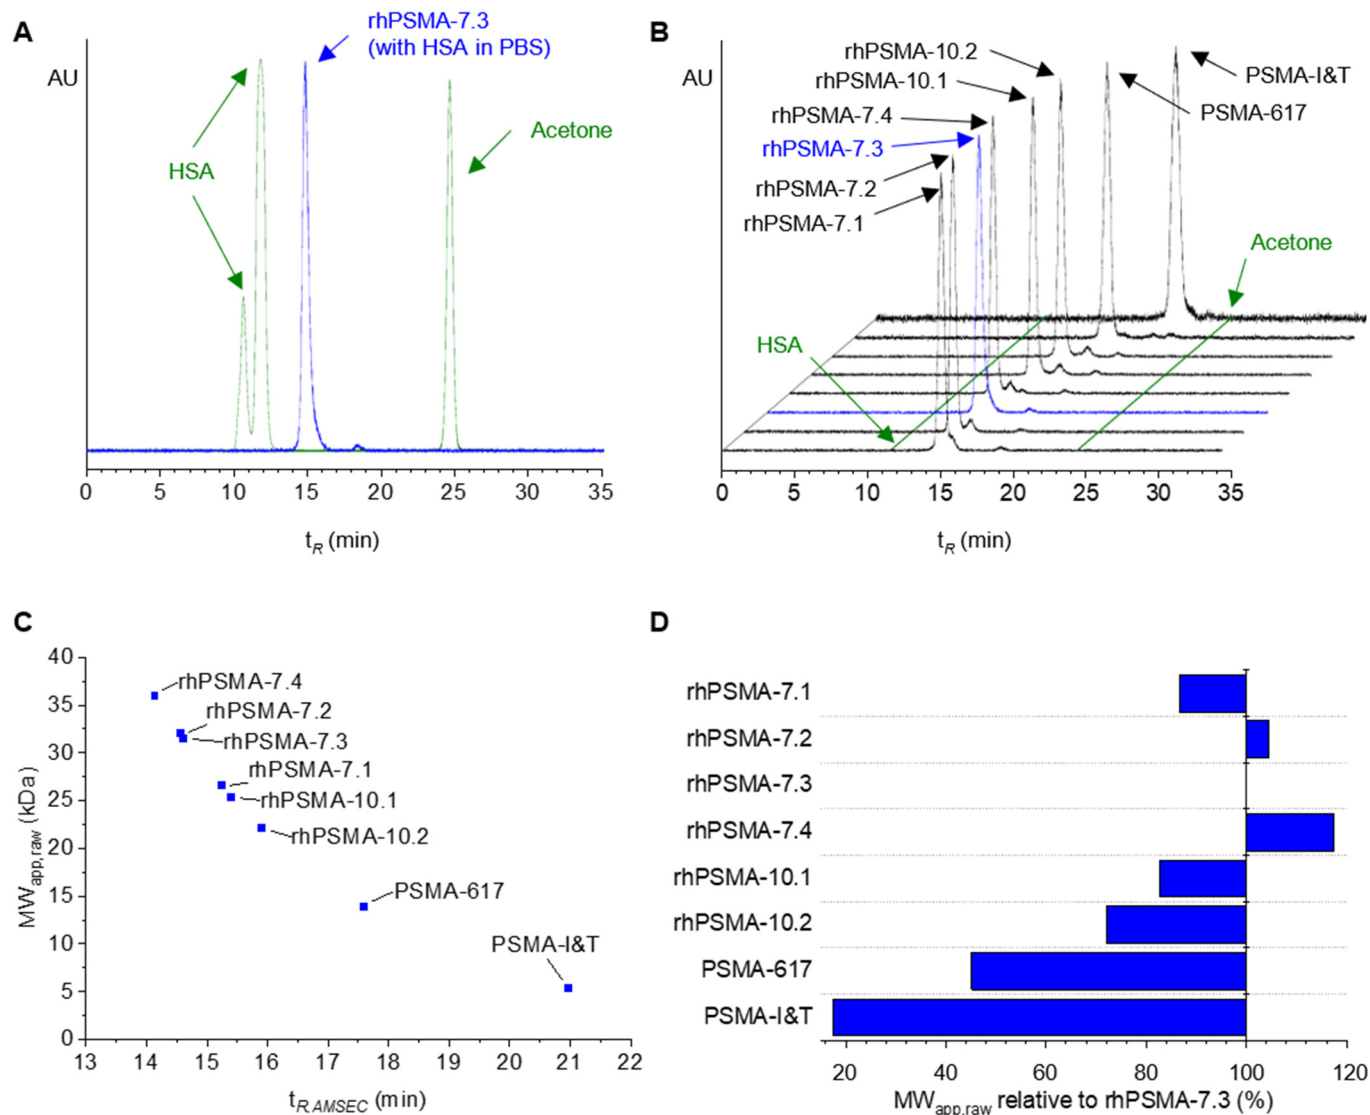 A
rhPSMA-7.3
(with HSA in PBS)
AU
HSA
Acetone
0 5 10 15 20 25 30 35
tR (min)
B
AU
rhPSMA-10.2
rhPSMA-10.1
rhPSMA-7.4
rhPSMA-7.3
rhPSMA-7.2
rhPSMA-7.1
PSMA-I&T
PSMA-617
Acetone
HSA
0 5 10 15 20 25 30 35
tR (min)
C
MWapp,raw (kDa)
40
35
30
25
20
15
10
5
0
rhPSMA-7.4
rhPSMA-7.2
rhPSMA-7.3
rhPSMA-7.1
rhPSMA-10.1
rhPSMA-10.2
PSMA-617
PSMA-I&T
13 14 15 16 17 18 19 20 21 22
tR,AMSEC (min)
D
rhPSMA-7.1
rhPSMA-7.2
rhPSMA-7.3
rhPSMA-7.4
rhPSMA-10.1
rhPSMA-10.2
PSMA-617
PSMA-I&T
20 40 60 80 100 120
MWapp,raw relative to rhPSMA-7.3 (%)